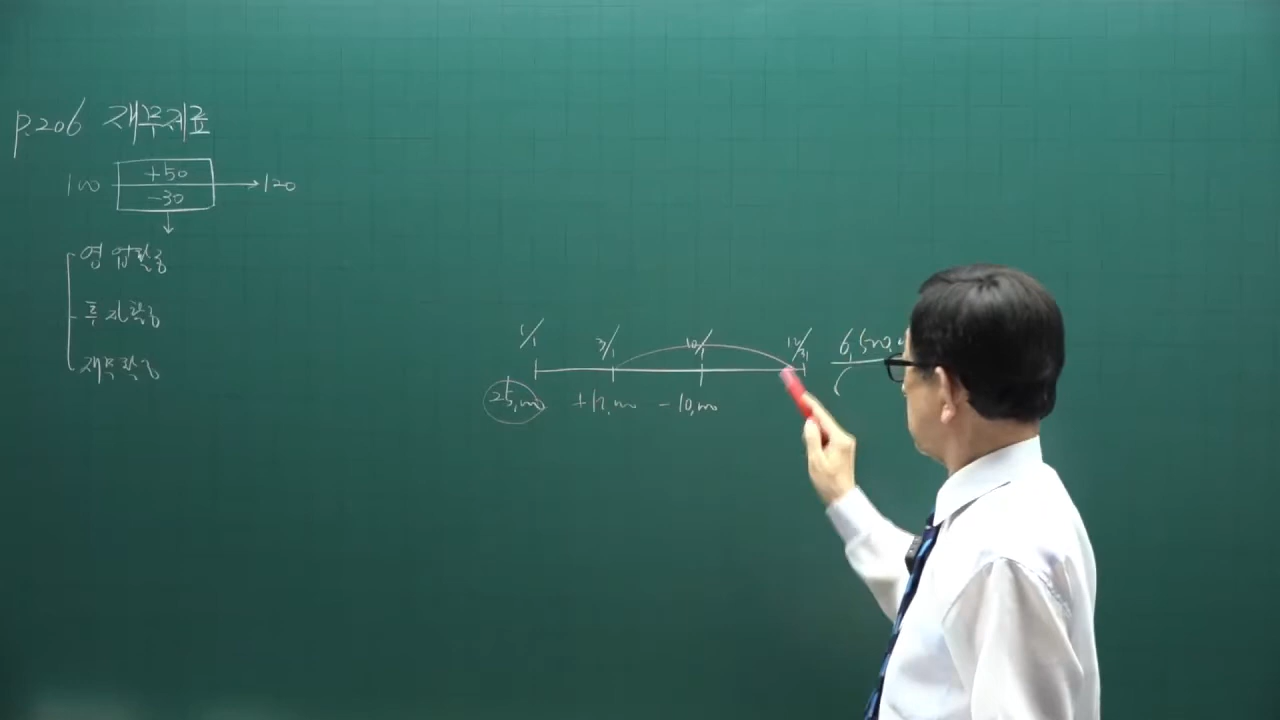 p.206 재무제표
100 +50 → 120
-30
영업활동
투자활동
재무활동
1/1 3/1 10/1 12/31
25,000 +12,000 -10,000